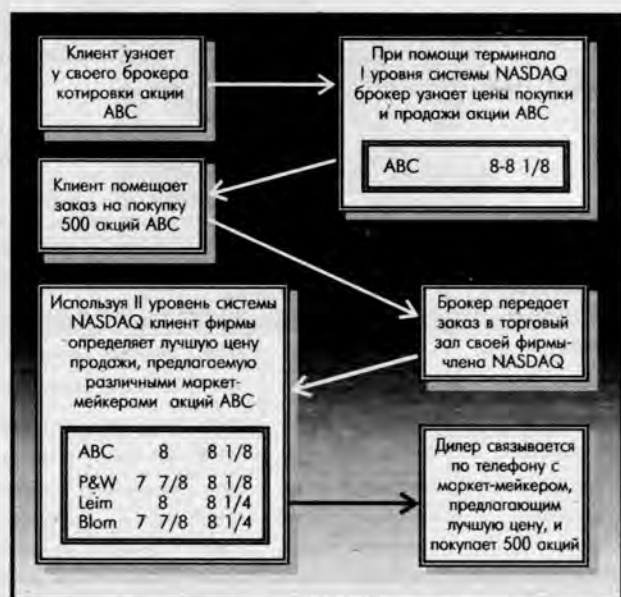 Клиент узнает
у своего брокера
котировки акции
ABC
При помощи терминала
I уровня системы NASDAQ
брокер узнает цены покупки
и продажи акции ABC
ABC 8-8 1/8
Клиент помещает
заказ на покупку
500 акций ABC
Брокер передает
заказ в торговый
зал своей фирмы-
члена NASDAQ
Используя II уровень системы
NASDAQ клиент фирмы
определяет лучшую цену
продажи, предлагаемую
различными маркет-
мейкерами акций ABC
ABC 8 8 1/8
P&W 7 7/8 8 1/8
Leim 8 8 1/4
Blom 7 7/8 8 1/4
Дилер связывается
по телефону с
маркет-мейкером,
предлагающим
лучшую цену, и
покупает 500 акций